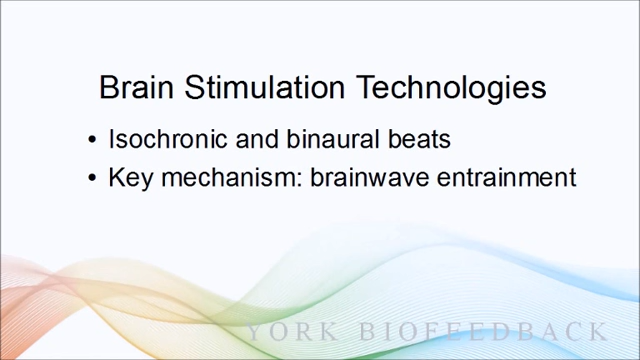 Brain Stimulation Technologies
• Isochronic and binaural beats
• Key mechanism: brainwave entrainment
YORK BIOFEEDBACK